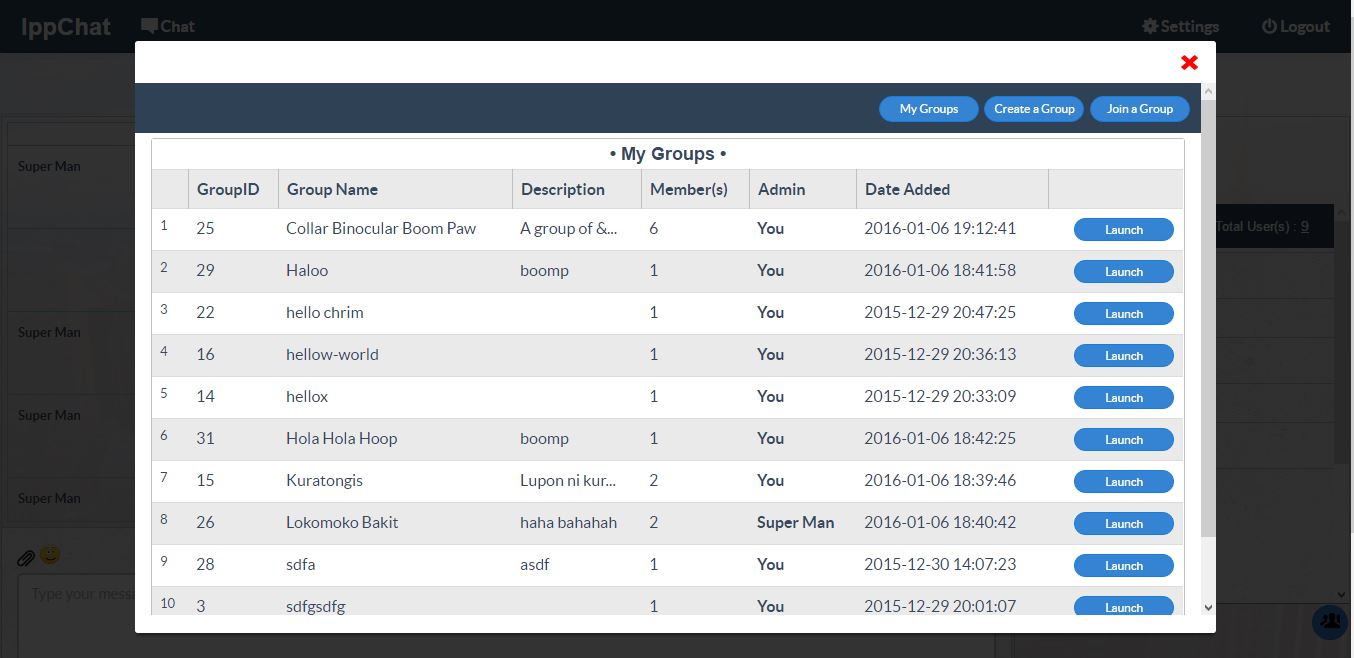 IppChat Chat Settings Logout
My Groups Create a Group Join a Group
• My Groups •
GroupID Group Name Description Member(s) Admin Date Added
1 25 Collar Binocular Boom Paw A group of &... 6 You 2016-01-06 19:12:41 Launch
2 29 Haloo boomp 1 You 2016-01-06 18:41:58 Launch
3 22 hello chrim 1 You 2015-12-29 20:47:25 Launch
4 16 hellow-world 1 You 2015-12-29 20:36:13 Launch
5 14 hellox 1 You 2015-12-29 20:33:09 Launch
6 31 Hola Hola Hoop boomp 1 You 2016-01-06 18:42:25 Launch
7 15 Kuratongis Lupon ni kur... 2 You 2016-01-06 18:39:46 Launch
8 26 Lokomoko Bakit haha bahahah 2 Super Man 2016-01-06 18:40:42 Launch
9 28 sdfa asdf 1 You 2015-12-30 14:07:23 Launch
10 3 sdfgsdfg 1 You 2015-12-29 20:01:07 Launch
Super Man
Super Man
Super Man
Super Man
Total User(s) : 9
Type your messa